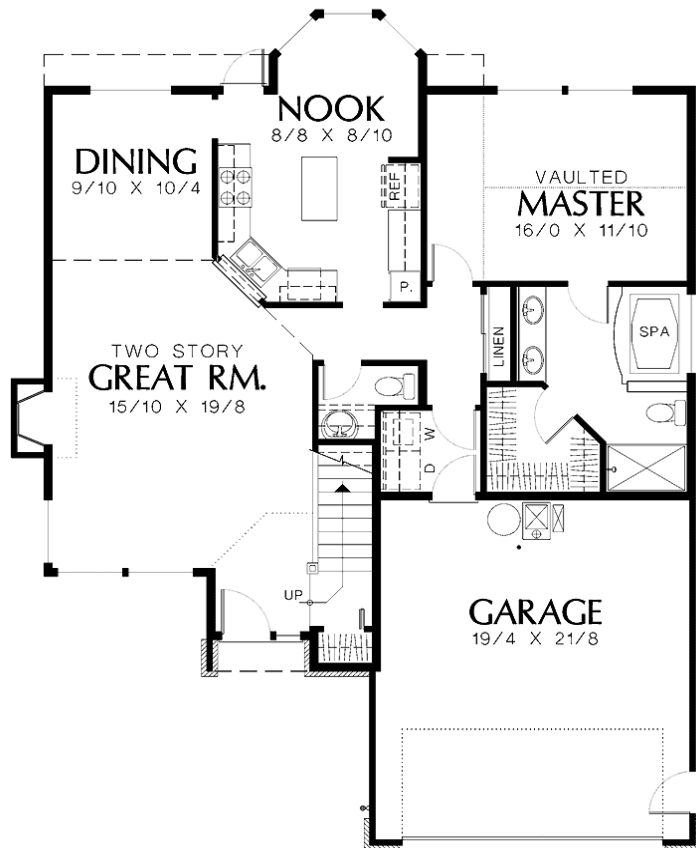 NOOK
8/8 X 8/10
DINING
9/10 X 10/4
REF
VAULTED
MASTER
16/0 X 11/10
P.
LINEN
SPA
TWO STORY
GREAT RM.
15/10 X 19/8
W
D
UP
GARAGE
19/4 X 21/8